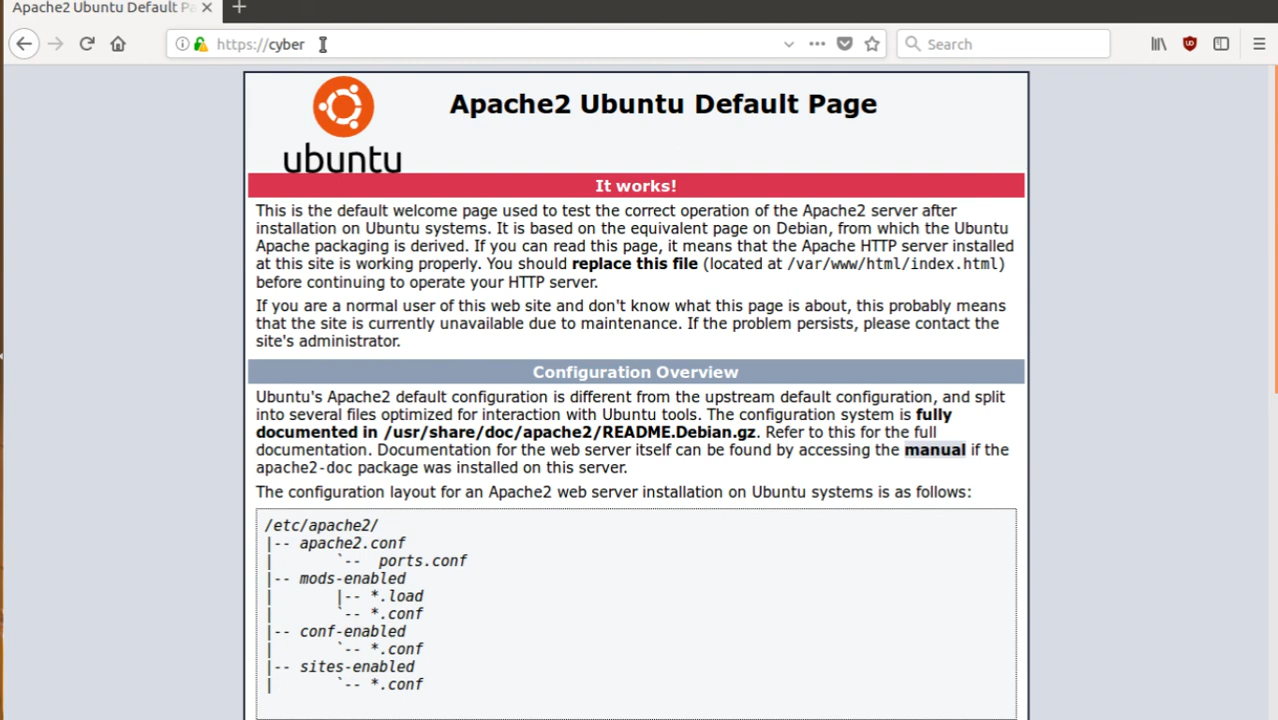 Apache2 Ubuntu Default Pa
https://cyber
Search
ubuntu
Apache2 Ubuntu Default Page
It works!
This is the default welcome page used to test the correct operation of the Apache2 server after
installation on Ubuntu systems. It is based on the equivalent page on Debian, from which the Ubuntu
Apache packaging is derived. If you can read this page, it means that the Apache HTTP server installed
at this site is working properly. You should replace this file (located at /var/www/html/index.html)
before continuing to operate your HTTP server.
If you are a normal user of this web site and don't know what this page is about, this probably means
that the site is currently unavailable due to maintenance. If the problem persists, please contact the
site's administrator.
Configuration Overview
Ubuntu's Apache2 default configuration is different from the upstream default configuration, and split
into several files optimized for interaction with Ubuntu tools. The configuration system is fully
documented in /usr/share/doc/apache2/README.Debian.gz. Refer to this for the full
documentation. Documentation for the web server itself can be found by accessing the manual if the
apache2-doc package was installed on this server.
The configuration layout for an Apache2 web server installation on Ubuntu systems is as follows:
/etc/apache2/
|-- apache2.conf
|       `--  ports.conf
|-- mods-enabled
|       |-- *.load
|       `-- *.conf
|-- conf-enabled
|       `-- *.conf
|-- sites-enabled
|       `-- *.conf